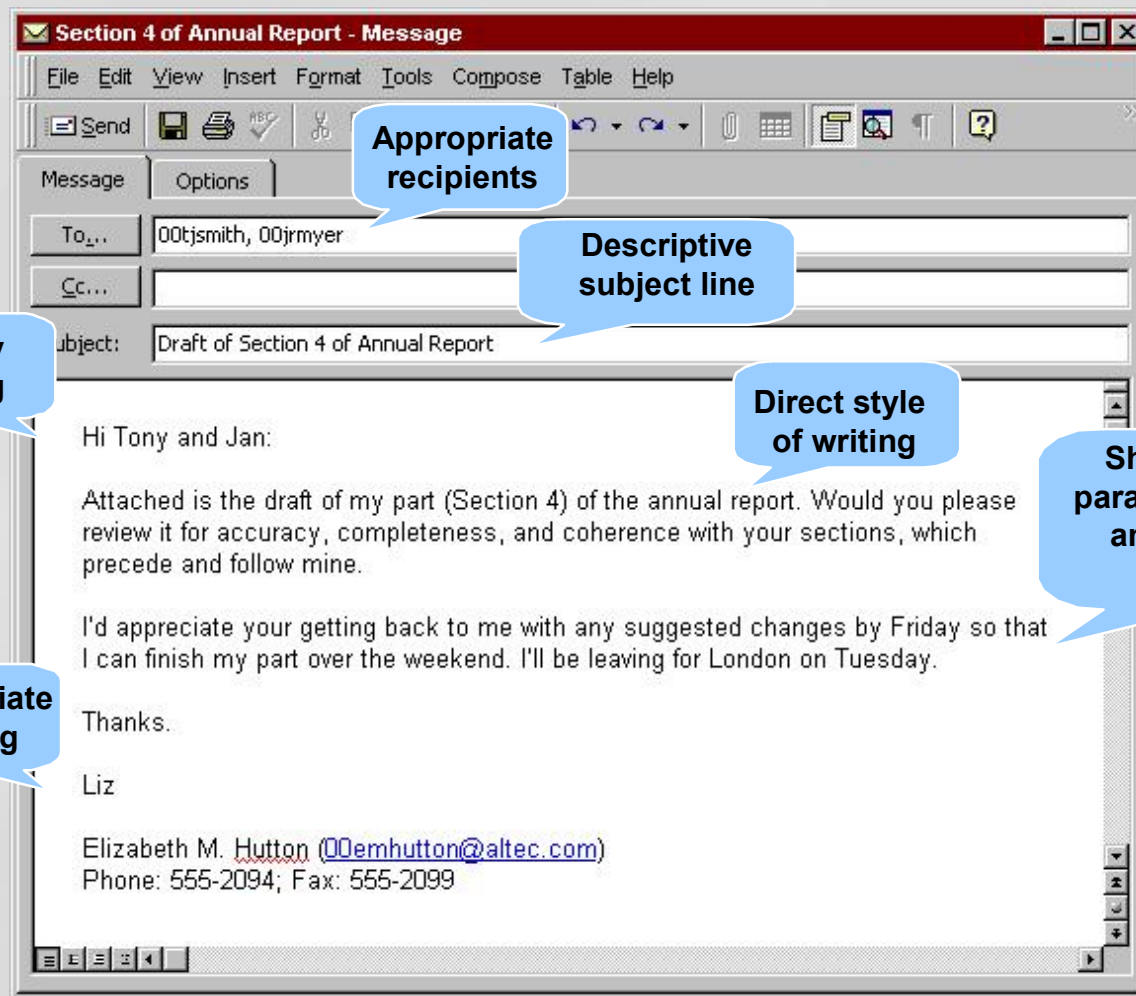 Section 4 of Annual Report - Message
File Edit View Insert Format Tools Compose Table Help
Send
Appropriate
recipients
Message Options
To... 00tjsmith, 00jrmyer
Descriptive
subject line
Cc...
Subject: Draft of Section 4 of Annual Report
Direct style
of writing
Hi Tony and Jan:
Attached is the draft of my part (Section 4) of the annual report. Would you please
review it for accuracy, completeness, and coherence with your sections, which
precede and follow mine.
I'd appreciate your getting back to me with any suggested changes by Friday so that
I can finish my part over the weekend. I'll be leaving for London on Tuesday.
Thanks.
Liz
Elizabeth M. Hutton (00emhutton@altec.com)
Phone: 555-2094; Fax: 555-2099